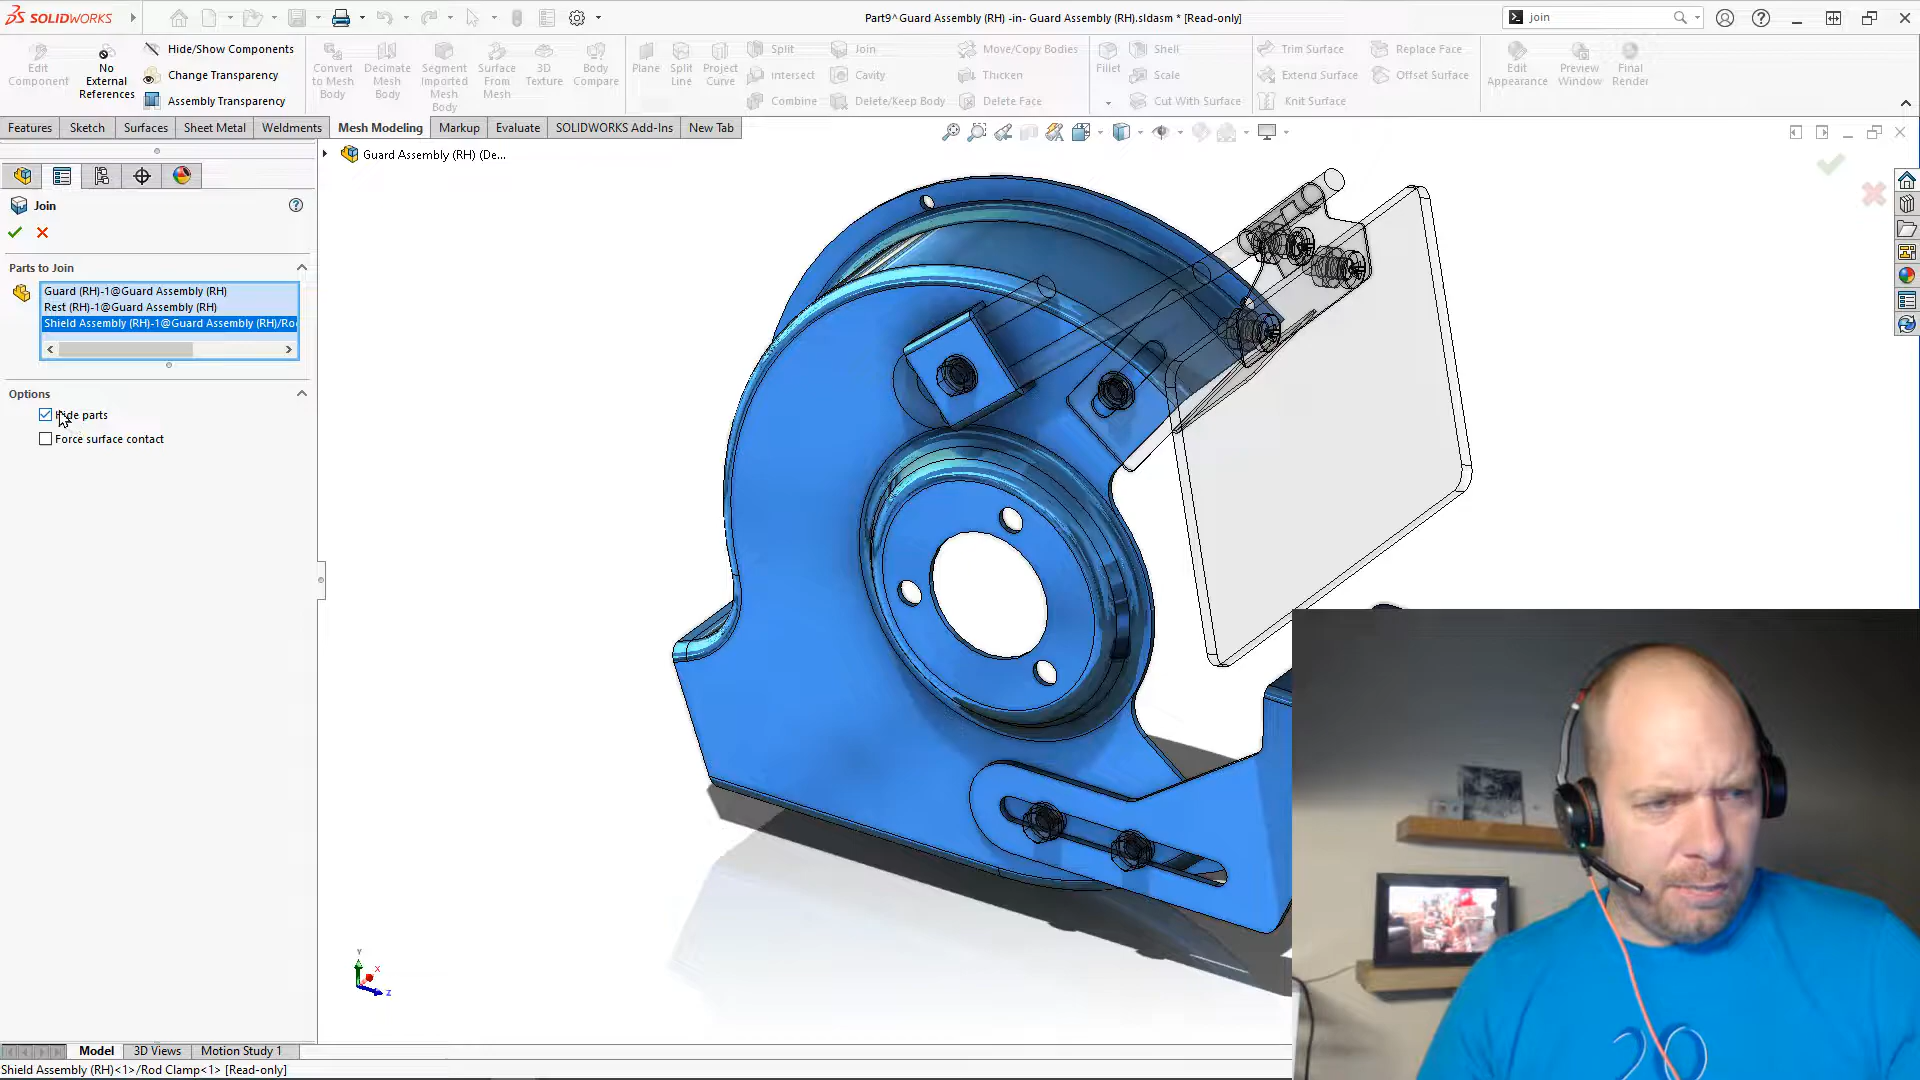 SOLIDWORKS
Part9^Guard Assembly (RH) -in- Guard Assembly (RH).sldasm * [Read-only]
join
Edit Component
No External References
Hide/Show Components
Change Transparency
Assembly Transparency
Convert to Mesh Body
Decimate Mesh Body
Segment Imported Mesh Body
Surface From Mesh
3D Texture
Body Compare
Plane
Split Line
Project Curve
Split
Intersect
Combine
Join
Cavity
Delete/Keep Body
Move/Copy Bodies
Thicken
Delete Face
Fillet
Shell
Scale
Cut With Surface
Trim Surface
Extend Surface
Knit Surface
Replace Face
Offset Surface
Edit Appearance
Preview Window
Final Render
Features
Sketch
Surfaces
Sheet Metal
Weldments
Mesh Modeling
Markup
Evaluate
SOLIDWORKS Add-Ins
New Tab
Guard Assembly (RH) (De...
Join
Parts to Join
Guard (RH)-1@Guard Assembly (RH)
Rest (RH)-1@Guard Assembly (RH)
Shield Assembly (RH)-1@Guard Assembly (RH)/Ro
Options
Hide parts
Force surface contact
Y
X
Z
20
Model
3D Views
Motion Study 1
Shield Assembly (RH)<1>/Rod Clamp<1> [Read-only]